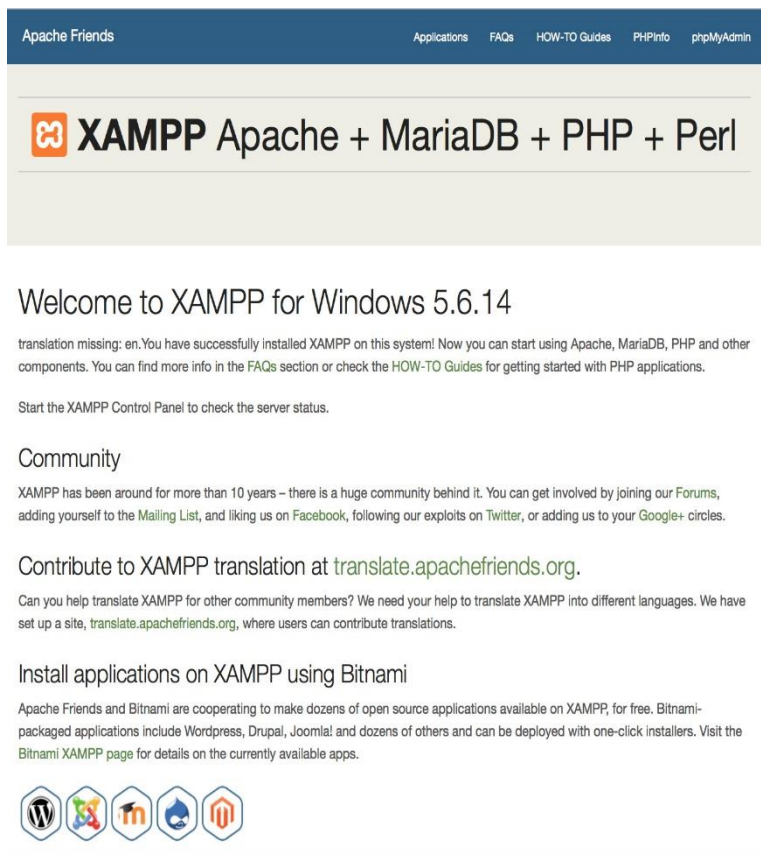 Apache Friends
Applications FAQs HOW-TO Guides PHPInfo phpMyAdmin
XAMPP Apache + MariaDB + PHP + Perl
Welcome to XAMPP for Windows 5.6.14
translation missing: en.You have successfully installed XAMPP on this system! Now you can start using Apache, MariaDB, PHP and other
components. You can find more info in the FAQs section or check the HOW-TO Guides for getting started with PHP applications.
Start the XAMPP Control Panel to check the server status.
Community
XAMPP has been around for more than 10 years – there is a huge community behind it. You can get involved by joining our Forums,
adding yourself to the Mailing List, and liking us on Facebook, following our exploits on Twitter, or adding us to your Google+ circles.
Contribute to XAMPP translation at translate.apachefriends.org.
Can you help translate XAMPP for other community members? We need your help to translate XAMPP into different languages. We have
set up a site, translate.apachefriends.org, where users can contribute translations.
Install applications on XAMPP using Bitnami
Apache Friends and Bitnami are cooperating to make dozens of open source applications available on XAMPP, for free. Bitnami-
packaged applications include Wordpress, Drupal, Joomla! and dozens of others and can be deployed with one-click installers. Visit the
Bitnami XAMPP page for details on the currently available apps.